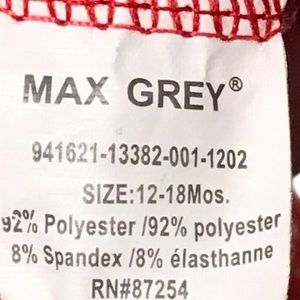 MAX GREY®
941621-13382-001-1202
SIZE:12-18Mos.
92% Polyester /92% polyester
8% Spandex /8% élasthanne
RN#87254